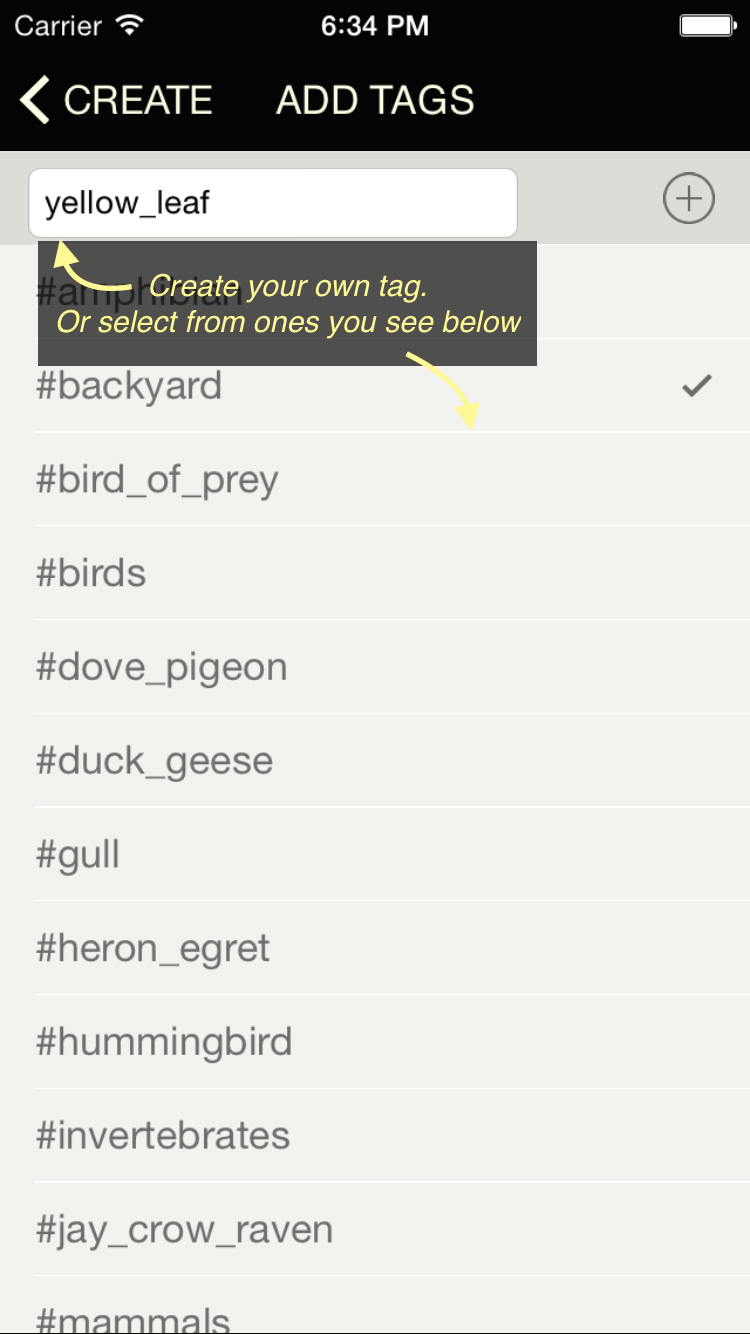 Carrier 6:34 PM
CREATE ADD TAGS
yellow_leaf
#amphibian
Create your own tag.
Or select from ones you see below
#backyard
#bird_of_prey
#birds
#dove_pigeon
#duck_geese
#gull
#heron_egret
#hummingbird
#invertebrates
#jay_crow_raven
#mammals